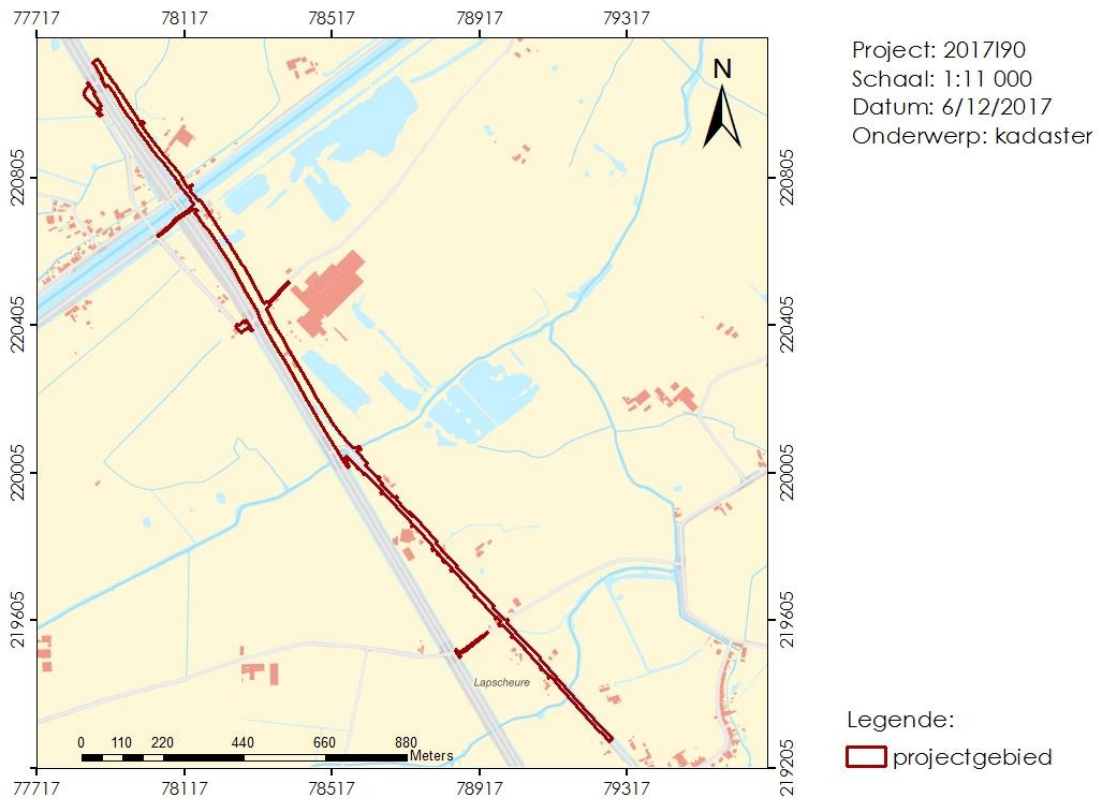 77717 78117 78517 78917 79317
Project: 2017I90
Schaal: 1:11 000
Datum: 6/12/2017
Onderwerp: kadaster
N
220805 220805
220405 220405
220005 220005
219605 219605
Lapscheure
0 110 220 440 660 880
Meters
219205
77717 78117 78517 78917 79317
Legende:
projectgebied